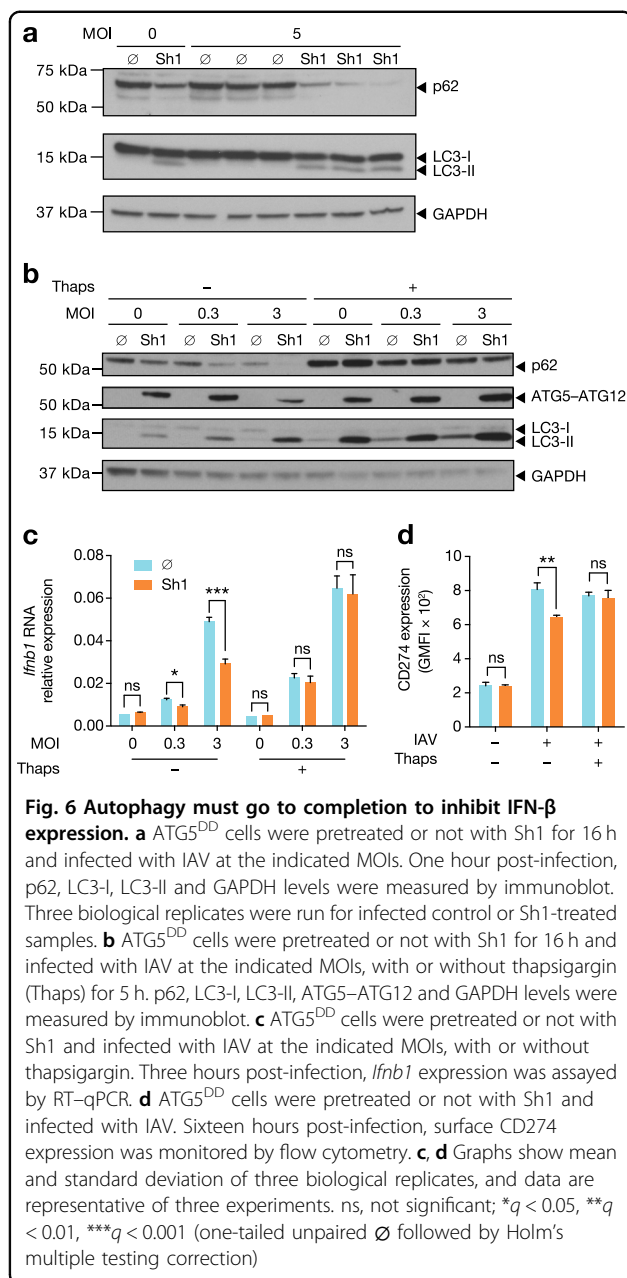 a
MOI 0 5
Ø Sh1 Ø Ø Ø Sh1 Sh1 Sh1
75 kDa
p62
50 kDa
15 kDa
LC3-I
LC3-II
37 kDa
GAPDH
b
Thaps – +
MOI 0 0.3 3 0 0.3 3
Ø Sh1 Ø Sh1 Ø Sh1 Ø Sh1 Ø Sh1 Ø Sh1
50 kDa
p62
50 kDa
ATG5–ATG12
15 kDa
LC3-I
LC3-II
37 kDa
GAPDH
c
Ifnb1 RNA
relative expression
0.08
0.06
0.04
0.02
0.00
Ø
Sh1
ns * *** ns ns ns
MOI 0 0.3 3 0 0.3 3
Thaps – +
d
CD274 expression
(GMFI × 10²)
10
8
6
4
2
0
ns ** ns
IAV – + +
Thaps – – +
Fig. 6 Autophagy must go to completion to inhibit IFN-β
expression. a ATG5ᴰᴰ cells were pretreated or not with Sh1 for 16 h
and infected with IAV at the indicated MOIs. One hour post-infection,
p62, LC3-I, LC3-II and GAPDH levels were measured by immunoblot.
Three biological replicates were run for infected control or Sh1-treated
samples. b ATG5ᴰᴰ cells were pretreated or not with Sh1 for 16 h and
infected with IAV at the indicated MOIs, with or without thapsigargin
(Thaps) for 5 h. p62, LC3-I, LC3-II, ATG5–ATG12 and GAPDH levels were
measured by immunoblot. c ATG5ᴰᴰ cells were pretreated or not with
Sh1 and infected with IAV at the indicated MOIs, with or without
thapsigargin. Three hours post-infection, Ifnb1 expression was assayed
by RT–qPCR. d ATG5ᴰᴰ cells were pretreated or not with Sh1 and
infected with IAV. Sixteen hours post-infection, surface CD274
expression was monitored by flow cytometry. c, d Graphs show mean
and standard deviation of three biological replicates, and data are
representative of three experiments. ns, not significant; *q < 0.05, **q
< 0.01, ***q < 0.001 (one-tailed unpaired Ø followed by Holm's
multiple testing correction)